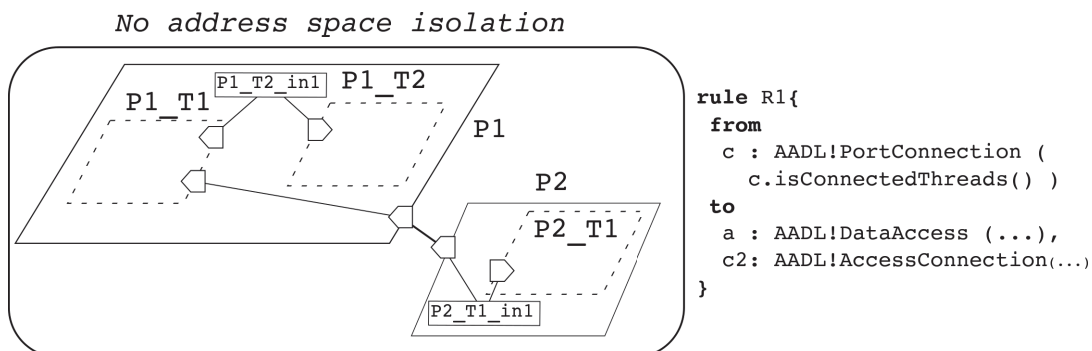 No address space isolation
P1_T2_in1
P1_T2
P1_T1
P1
P2
P2_T1
P2_T1_in1
rule R1{
from
c : AADL!PortConnection (
c.isConnectedThreads() )
to
a : AADL!DataAccess (...),
c2: AADL!AccessConnection(...)
}